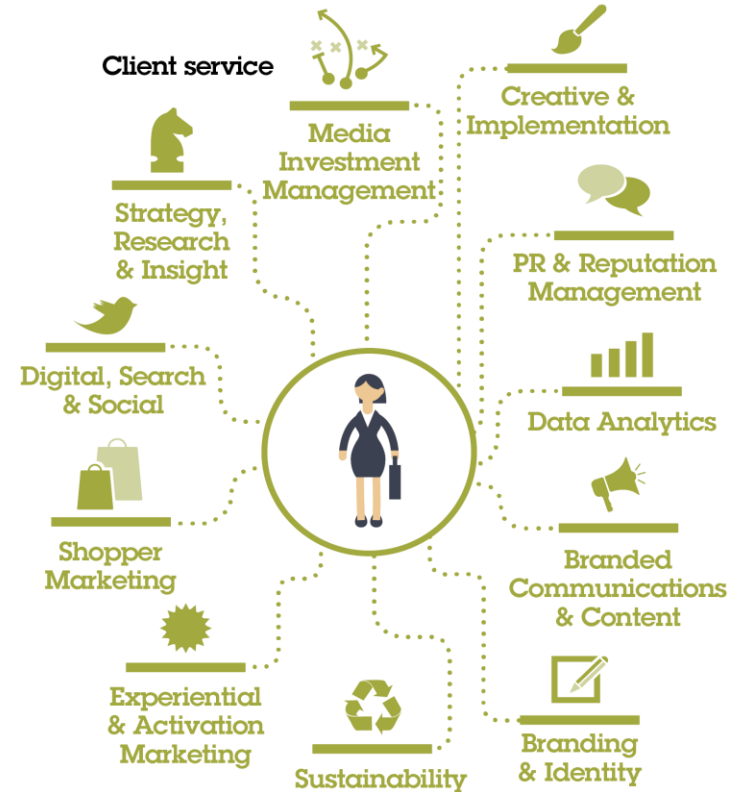 Client service
Media
Investment
Management
Creative &
Implementation
Strategy,
Research
& Insight
PR & Reputation
Management
Digital, Search
& Social
Data Analytics
Shopper
Marketing
Branded
Communications
& Content
Experiential
& Activation
Marketing
Sustainability
Branding
& Identity